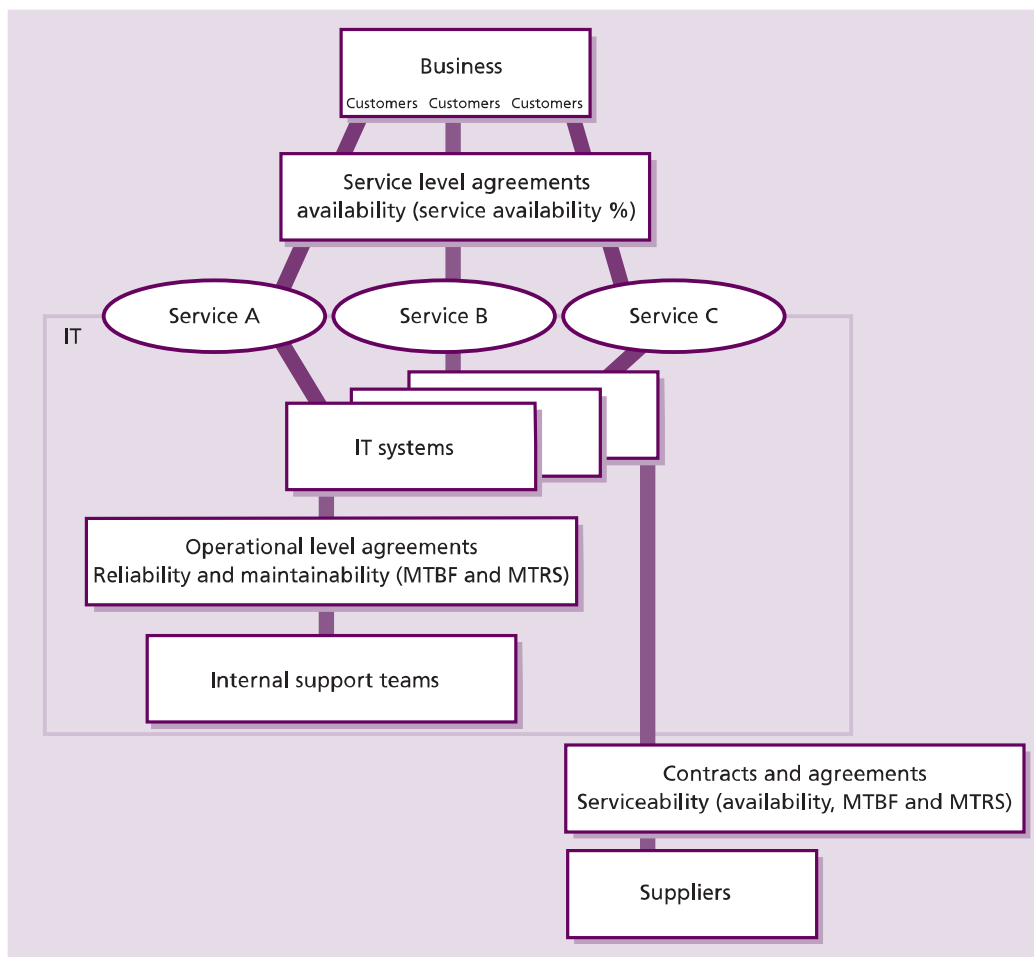 Business
Customers Customers Customers
Service level agreements
availability (service availability %)
Service A
Service B
Service C
IT
IT systems
Operational level agreements
Reliability and maintainability (MTBF and MTRS)
Internal support teams
Contracts and agreements
Serviceability (availability, MTBF and MTRS)
Suppliers